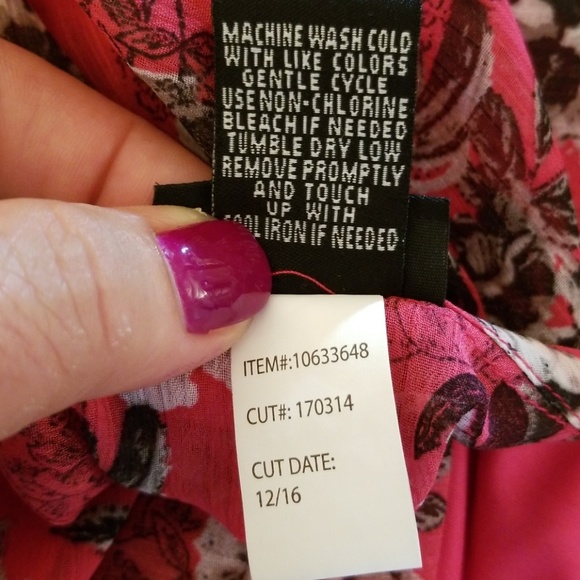 MACHINE WASH COLD
WITH LIKE COLORS
GENTLE CYCLE
USE NON-CHLORINE
BLEACH IF NEEDED
TUMBLE DRY LOW
REMOVE PROMPTLY
AND TOUCH
UP WITH
COOL IRON IF NEEDED
ITEM#:10633648
CUT#: 170314
CUT DATE:
12/16